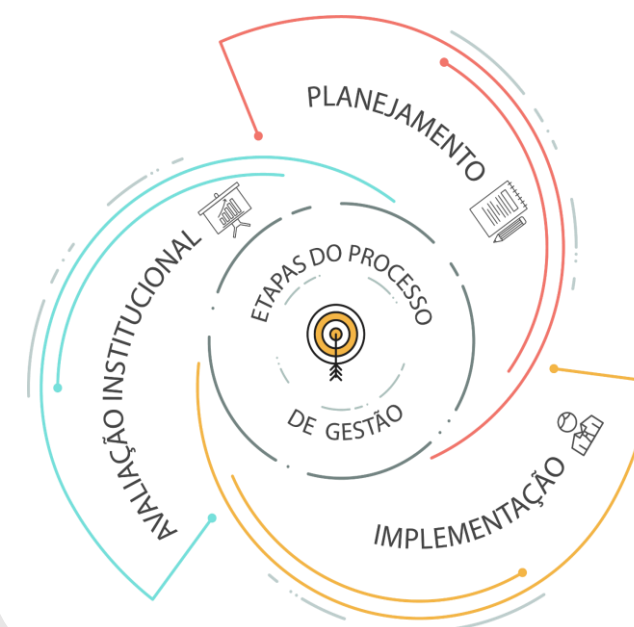 PLANEJAMENTO
ETAPAS DO PROCESSO
DE GESTÃO
AVALIAÇÃO INSTITUCIONAL
IMPLEMENTAÇÃO